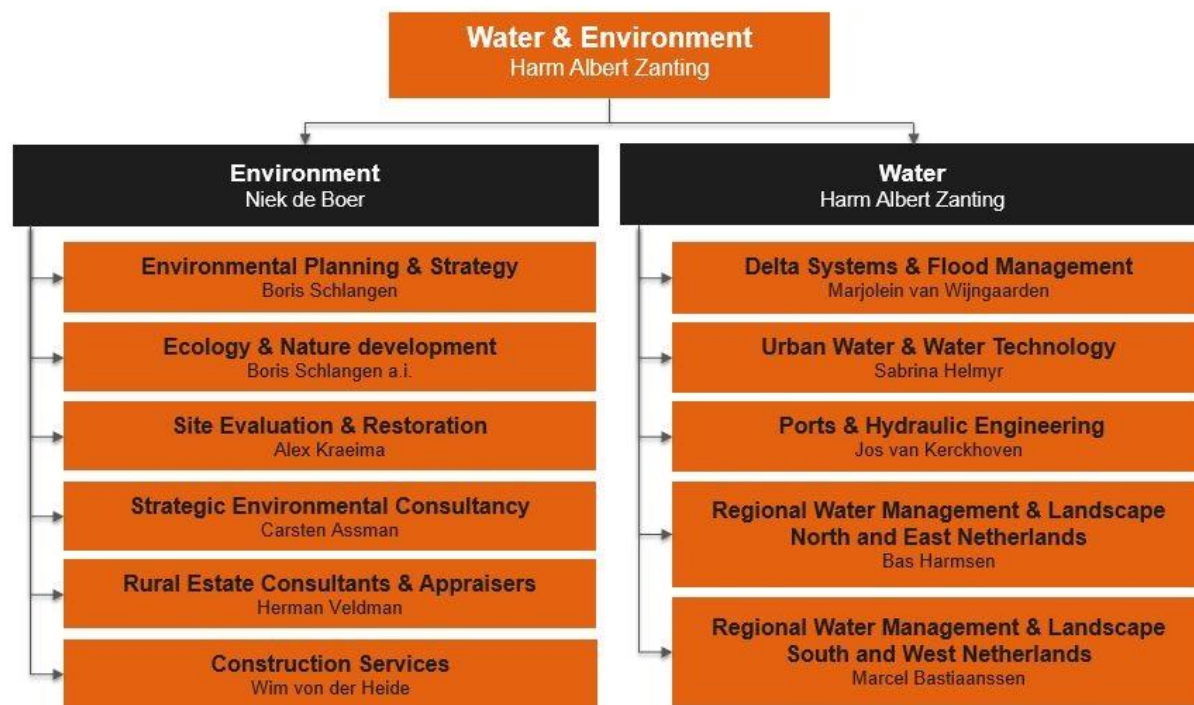 Water & Environment
Harm Albert Zanting
Environment
Niek de Boer
Environmental Planning & Strategy
Boris Schlangen
Ecology & Nature development
Boris Schlangen a.i.
Site Evaluation & Restoration
Alex Kraeima
Strategic Environmental Consultancy
Carsten Assman
Rural Estate Consultants & Appraisers
Herman Veldman
Construction Services
Wim von der Heide
Water
Harm Albert Zanting
Delta Systems & Flood Management
Marjolein van Wijngaarden
Urban Water & Water Technology
Sabrina Helmyr
Ports & Hydraulic Engineering
Jos van Kerckhoven
Regional Water Management & Landscape
North and East Netherlands
Bas Harmsen
Regional Water Management & Landscape
South and West Netherlands
Marcel Bastiaanssen